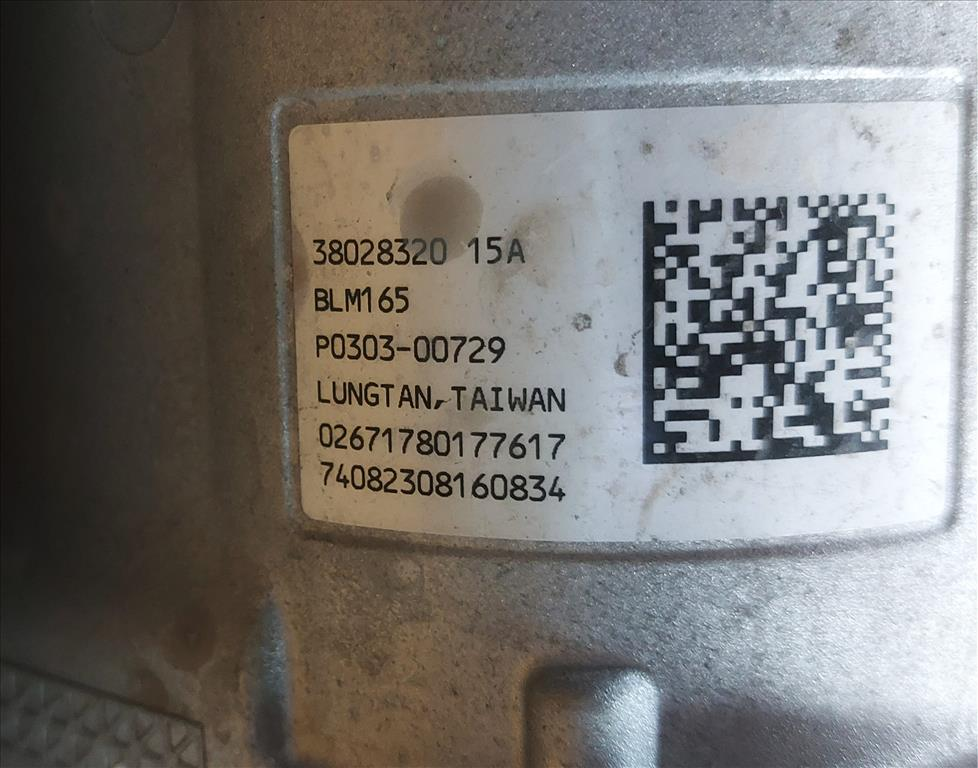 38028320 15A
BLM165
P0303-00729
LUNGTAN,TAIWAN
02671780177617
74082308160834